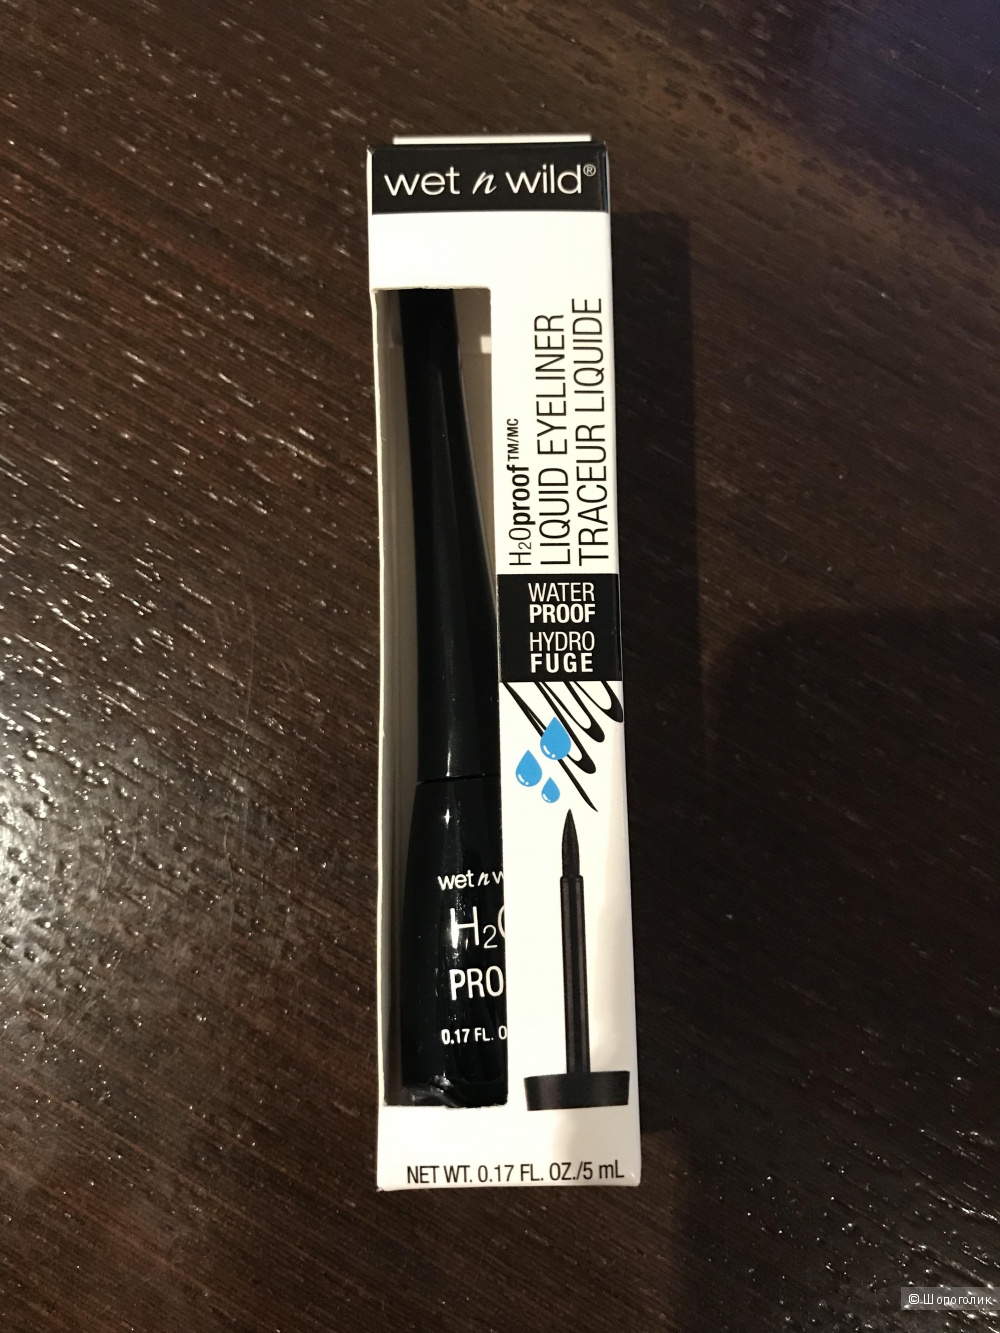 wet n wild®
H2Oproof™/MC
LIQUID EYELINER
TRACEUR LIQUIDE
WATER
PROOF
HYDRO
FUGE
wet n w
H2O
PRO
0.17 FL. O
NET WT. 0.17 FL. OZ./5 mL
© Шопоголик